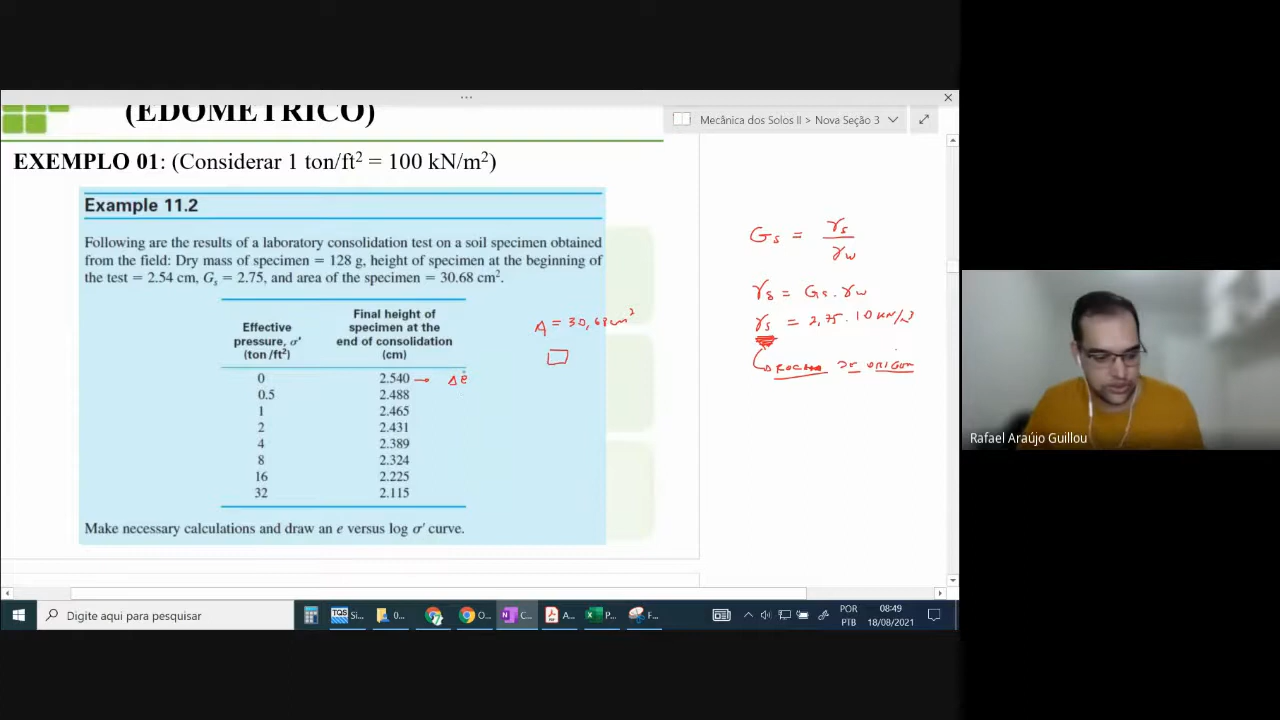 (EDOMÉTRICO)
Mecânica dos Solos II > Nova Seção 3
EXEMPLO 01: (Considerar 1 ton/ft² = 100 kN/m²)
Example 11.2
Following are the results of a laboratory consolidation test on a soil specimen obtained
from the field: Dry mass of specimen = 128 g, height of specimen at the beginning of
the test = 2.54 cm, Gs = 2.75, and area of the specimen = 30.68 cm².
Effective pressure, σ' (ton/ft²)
Final height of specimen at the end of consolidation (cm)
0 2.540 → Δe
0.5 2.488
1 2.465
2 2.431
4 2.389
8 2.324
16 2.225
32 2.115
Make necessary calculations and draw an e versus log σ' curve.
A = 30,68cm²
Gs = γs / γw
γs = Gs . γw
γs = 2,75 . 10 kN/m³
ROCHA DE ORIGEM
Rafael Araújo Guillou
Digite aqui para pesquisar
TQS
Si...
0...
O...
C...
A...
P...
F...
POR
PTB
08:49
18/08/2021